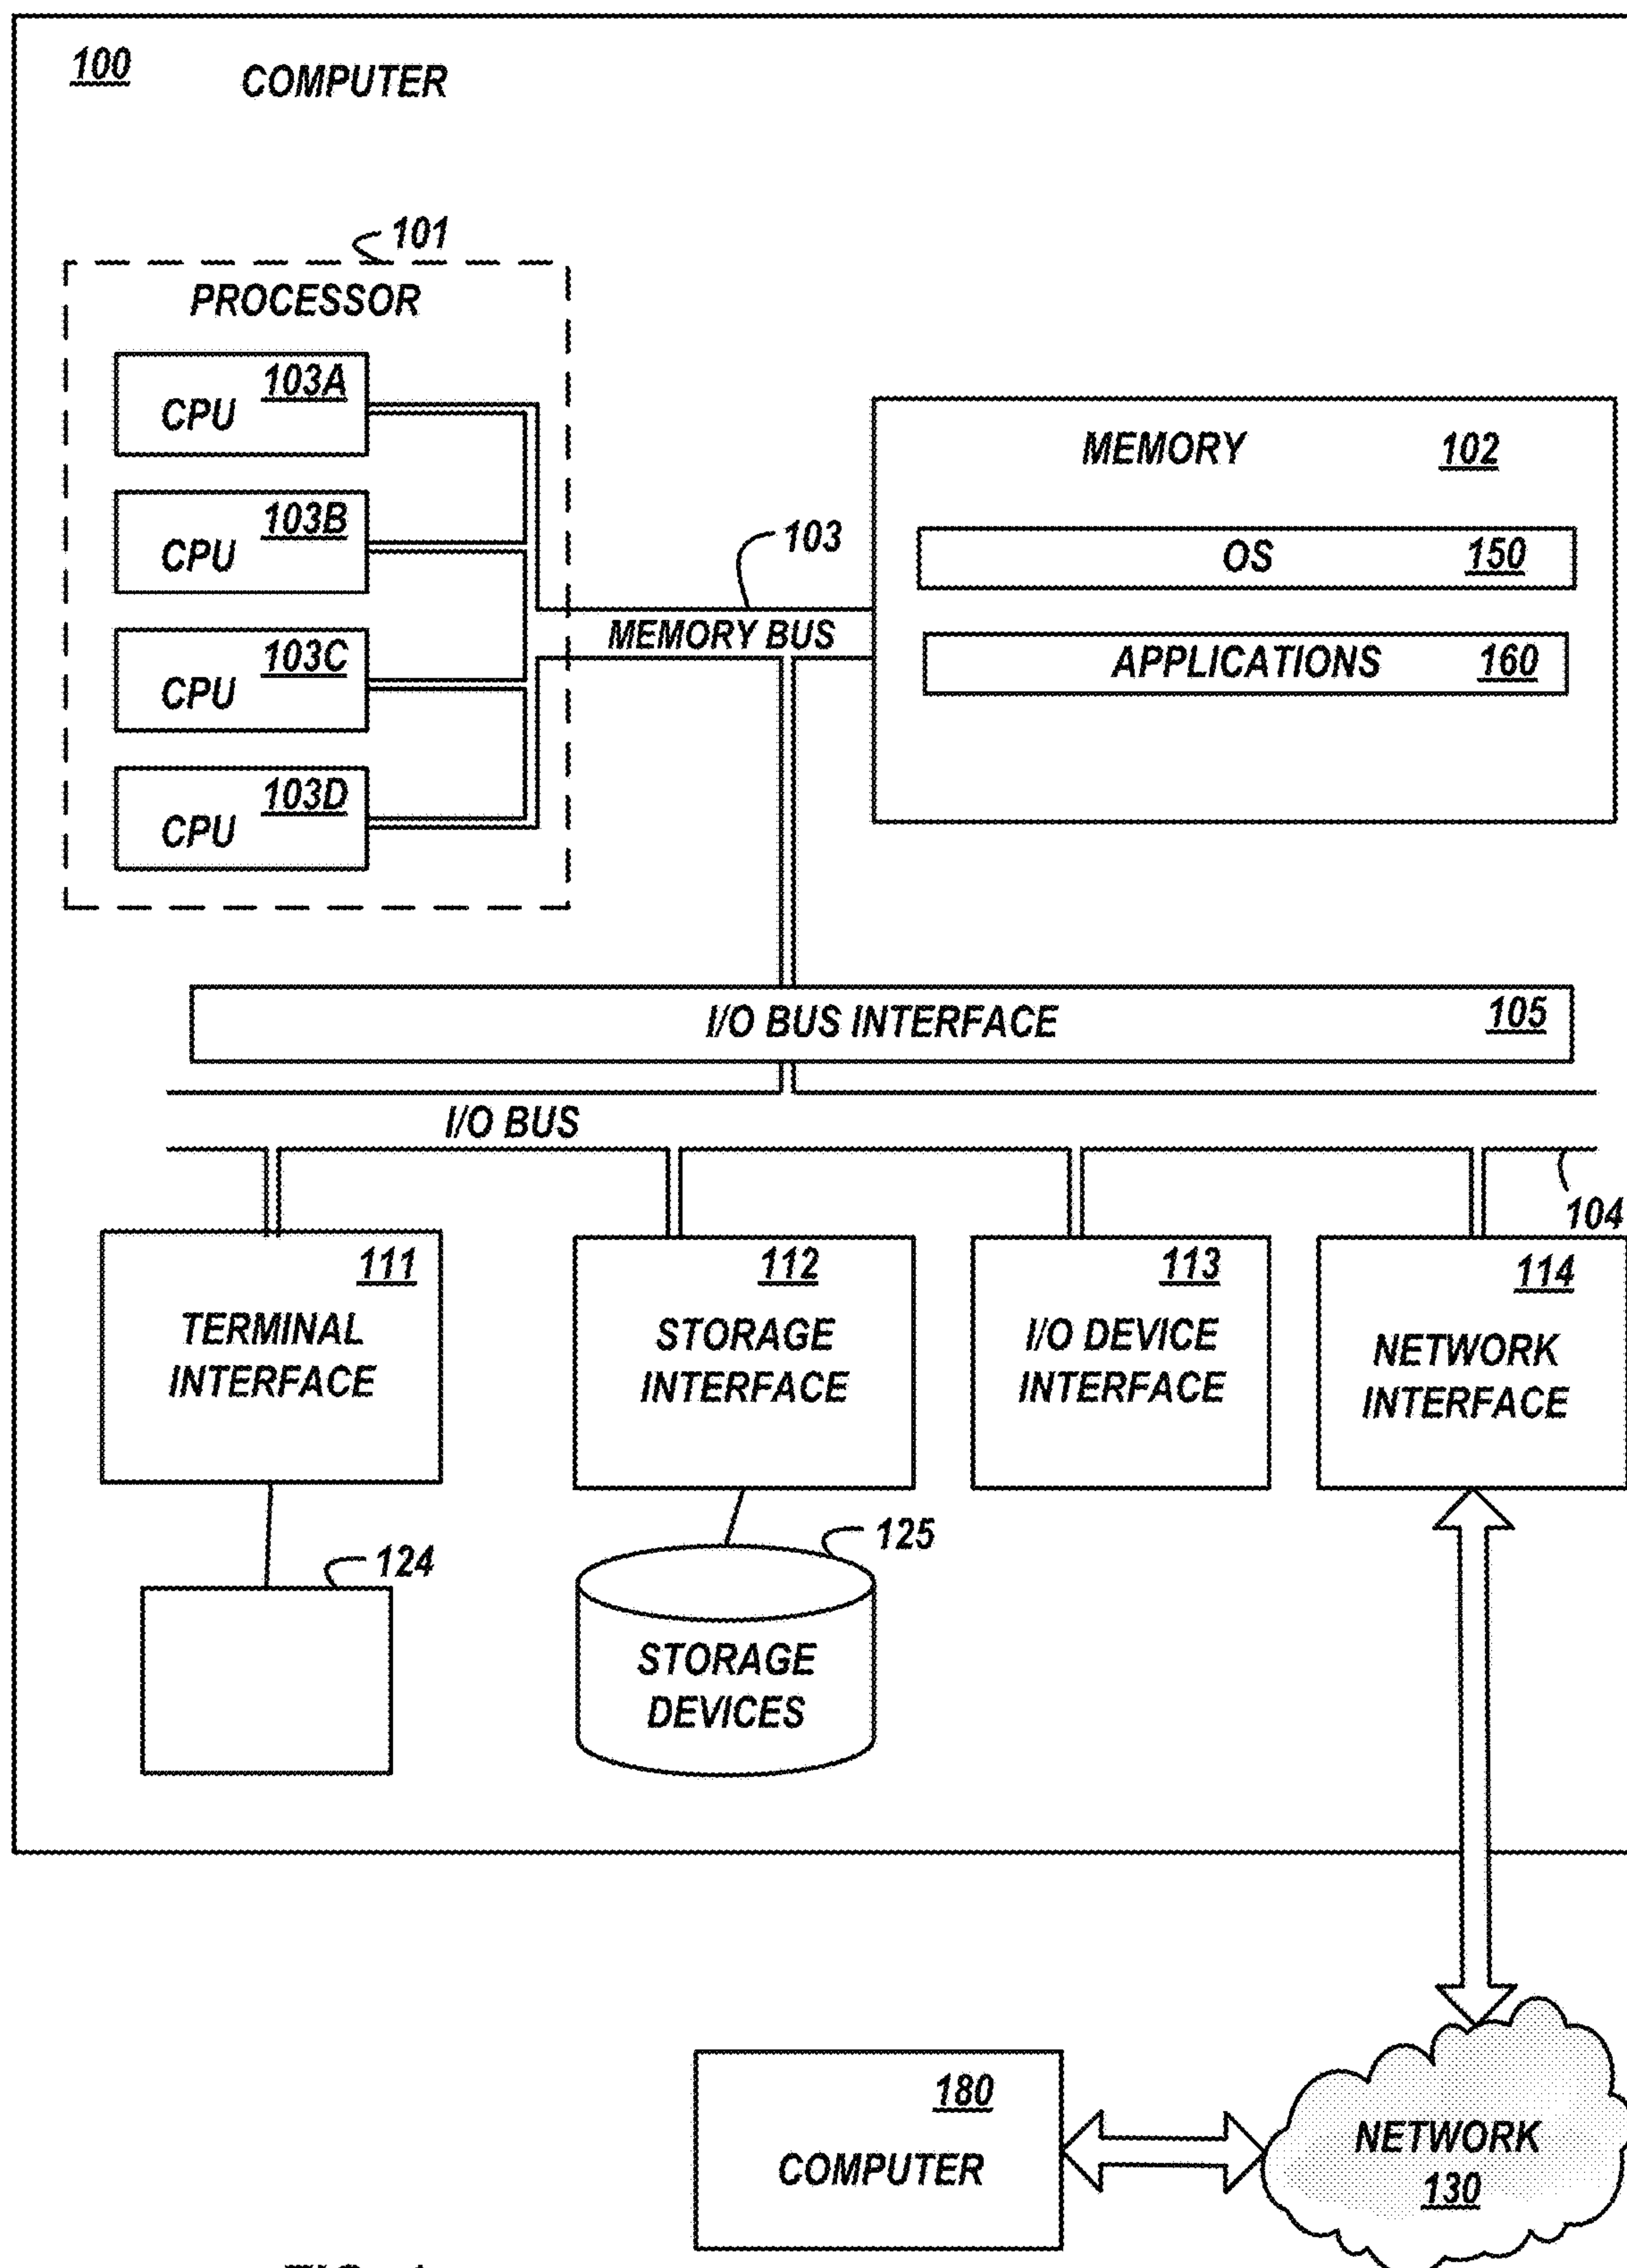 100 COMPUTER
101
PROCESSOR
103A
CPU
103B
CPU
103C
CPU
103D
CPU
103
MEMORY BUS
MEMORY 102
OS 150
APPLICATIONS 160
I/O BUS INTERFACE 105
I/O BUS
104
111
TERMINAL
INTERFACE
112
STORAGE
INTERFACE
113
I/O DEVICE
INTERFACE
114
NETWORK
INTERFACE
124
125
STORAGE
DEVICES
180
COMPUTER
NETWORK
130